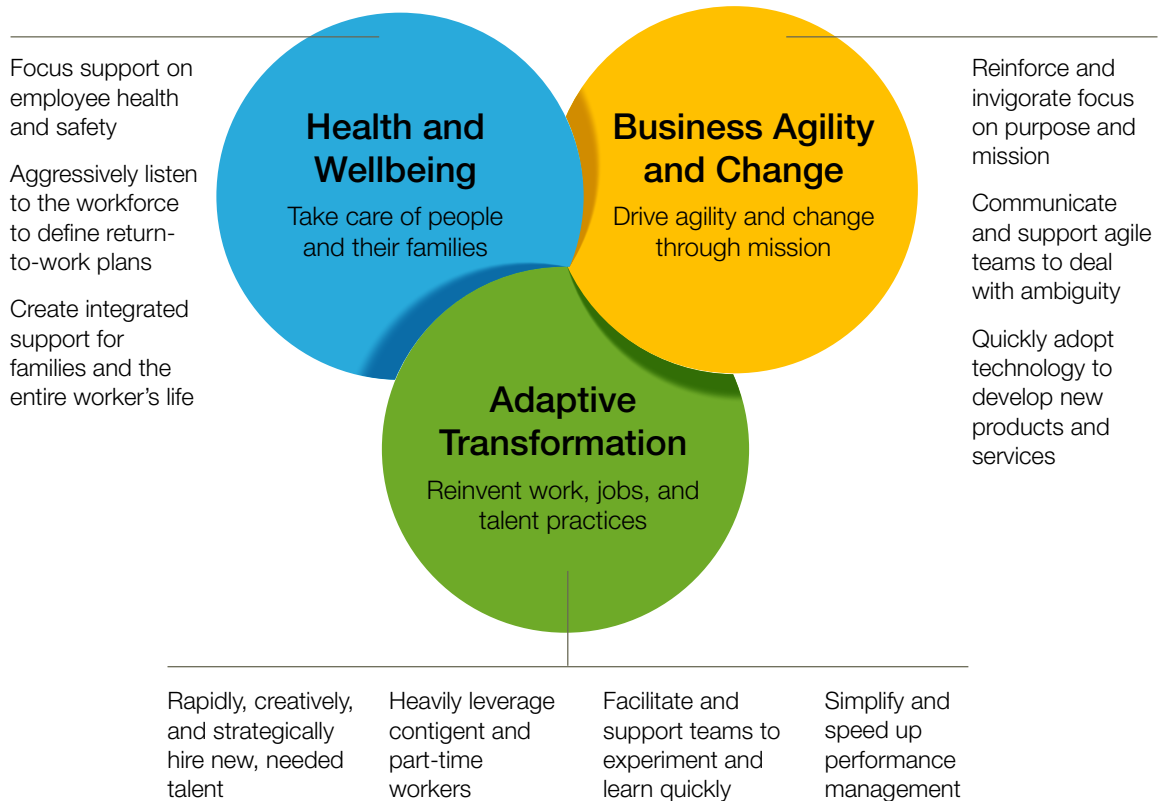 Focus support on
employee health
and safety
Aggressively listen
to the workforce
to define return-
to-work plans
Create integrated
support for
families and the
entire worker’s life
Health and
Wellbeing
Take care of people
and their families
Business Agility
and Change
Drive agility and change
through mission
Reinforce and
invigorate focus
on purpose and
mission
Communicate
and support agile
teams to deal
with ambiguity
Quickly adopt
technology to
develop new
products and
services
Adaptive
Transformation
Reinvent work, jobs, and
talent practices
Rapidly, creatively,
and strategically
hire new, needed
talent
Heavily leverage
contigent and
part-time
workers
Facilitate and
support teams to
experiment and
learn quickly
Simplify and
speed up
performance
management